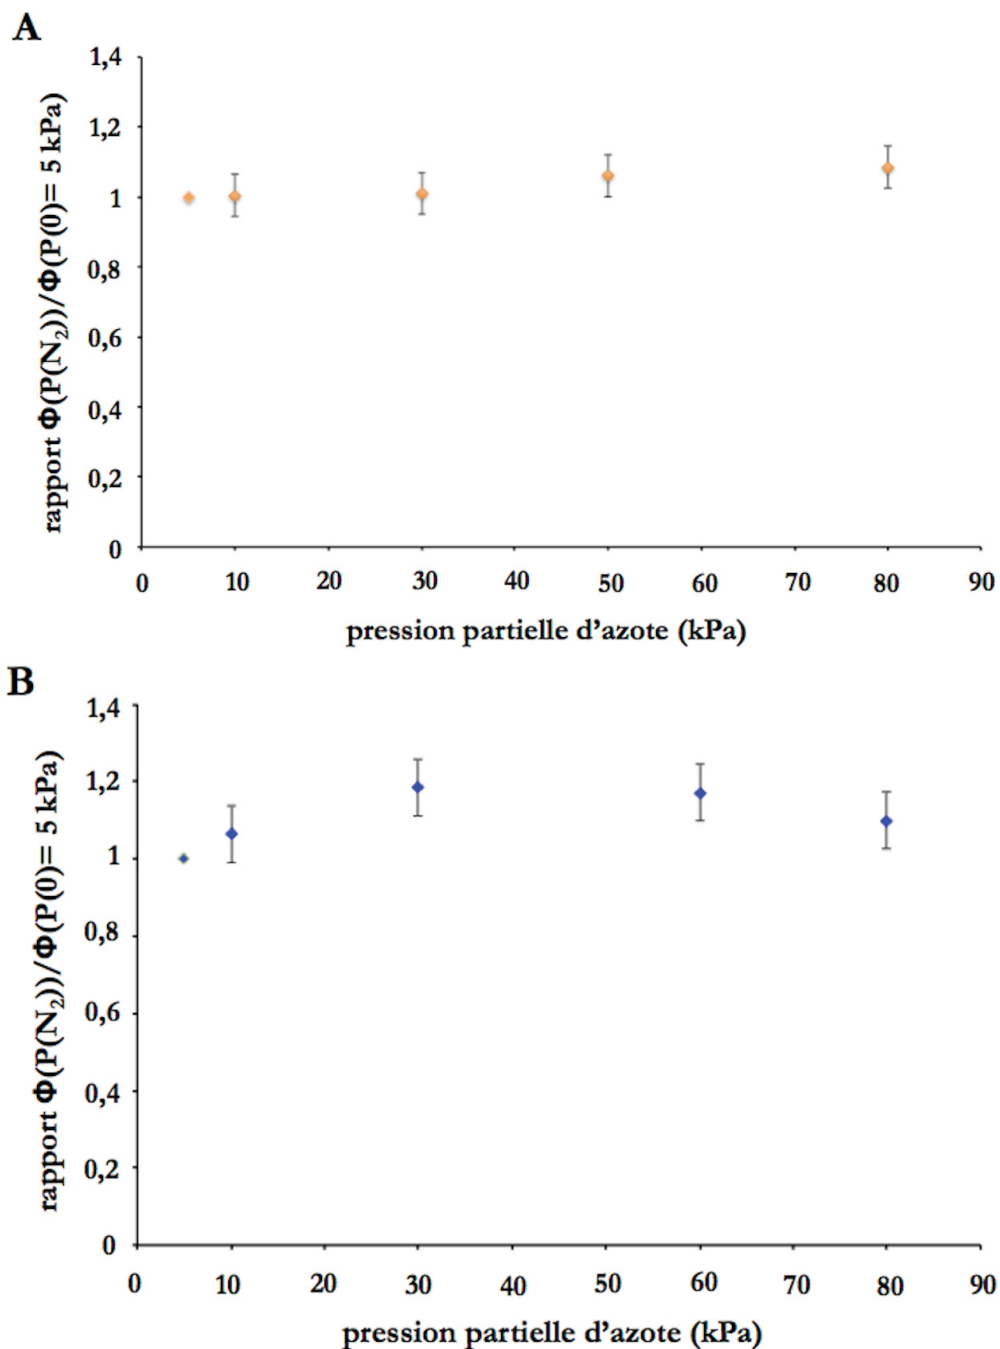 A
rapport Φ(P(N₂))/Φ(P(0)= 5 kPa)
1,4
1,2
1
0,8
0,6
0,4
0,2
0
0 10 20 30 40 50 60 70 80 90
pression partielle d'azote (kPa)
B
rapport Φ(P(N₂))/Φ(P(0)= 5 kPa)
1,4
1,2
1
0,8
0,6
0,4
0,2
0
0 10 20 30 40 50 60 70 80 90
pression partielle d'azote (kPa)